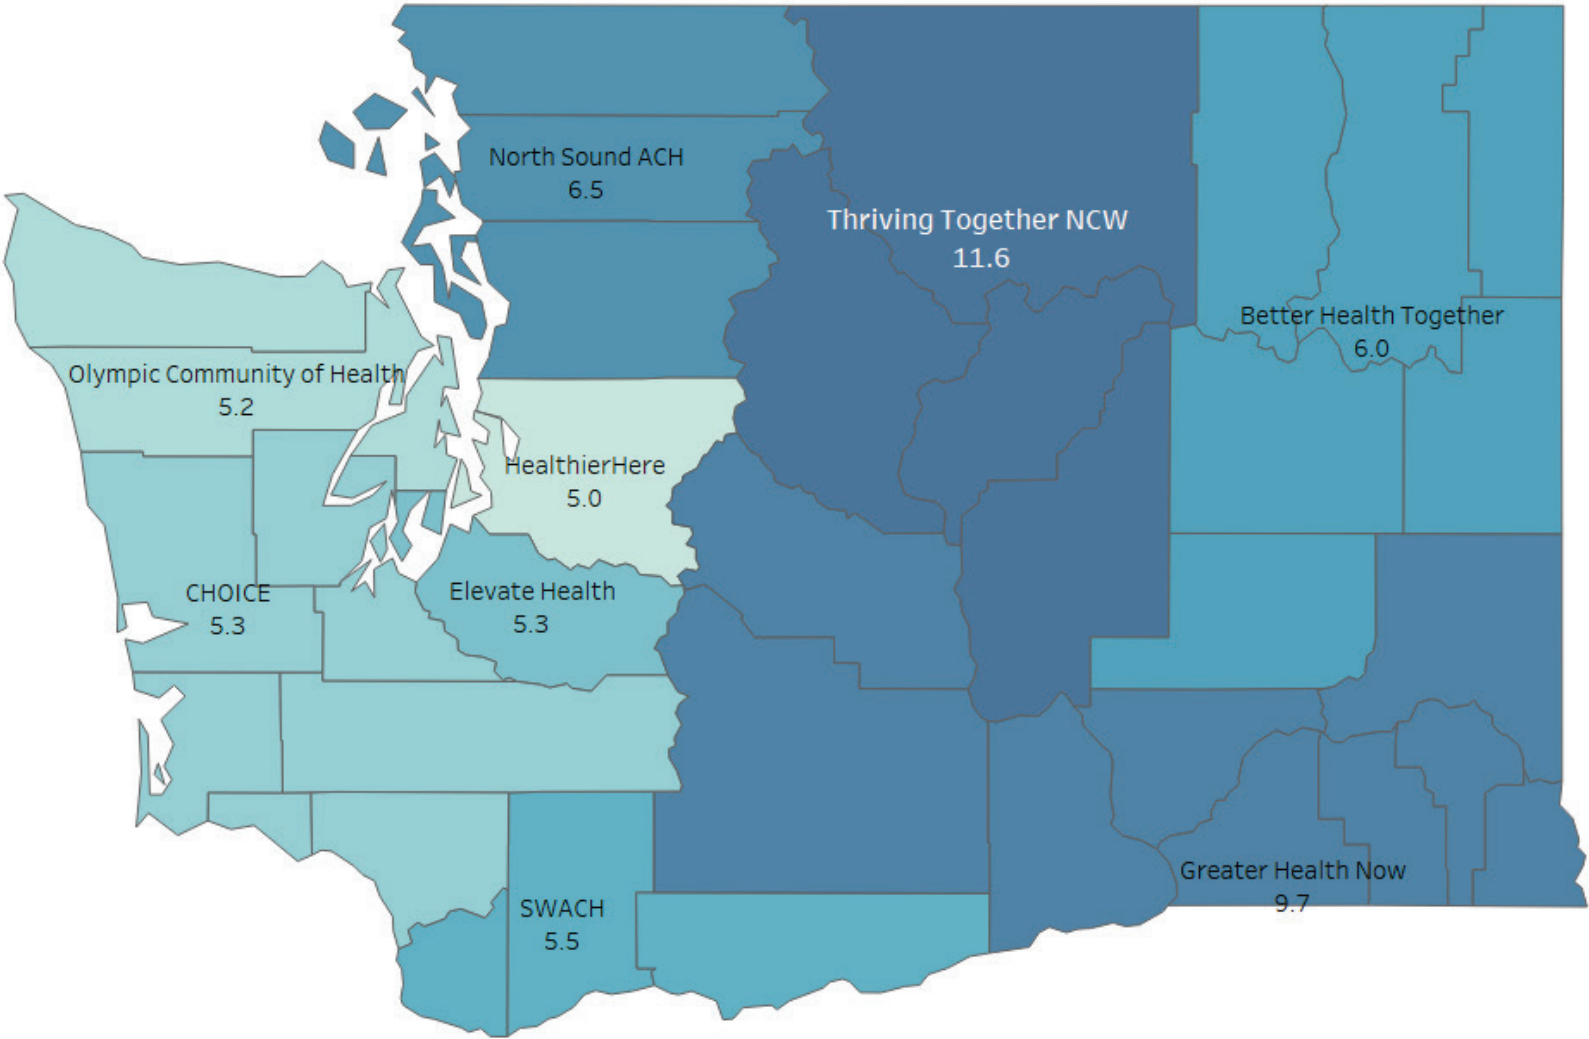 North Sound ACH
6.5
Thriving Together NCW
11.6
Better Health Together
6.0
Olympic Community of Health
5.2
HealthierHere
5.0
CHOICE
5.3
Elevate Health
5.3
SWACH
5.5
Greater Health Now
9.7